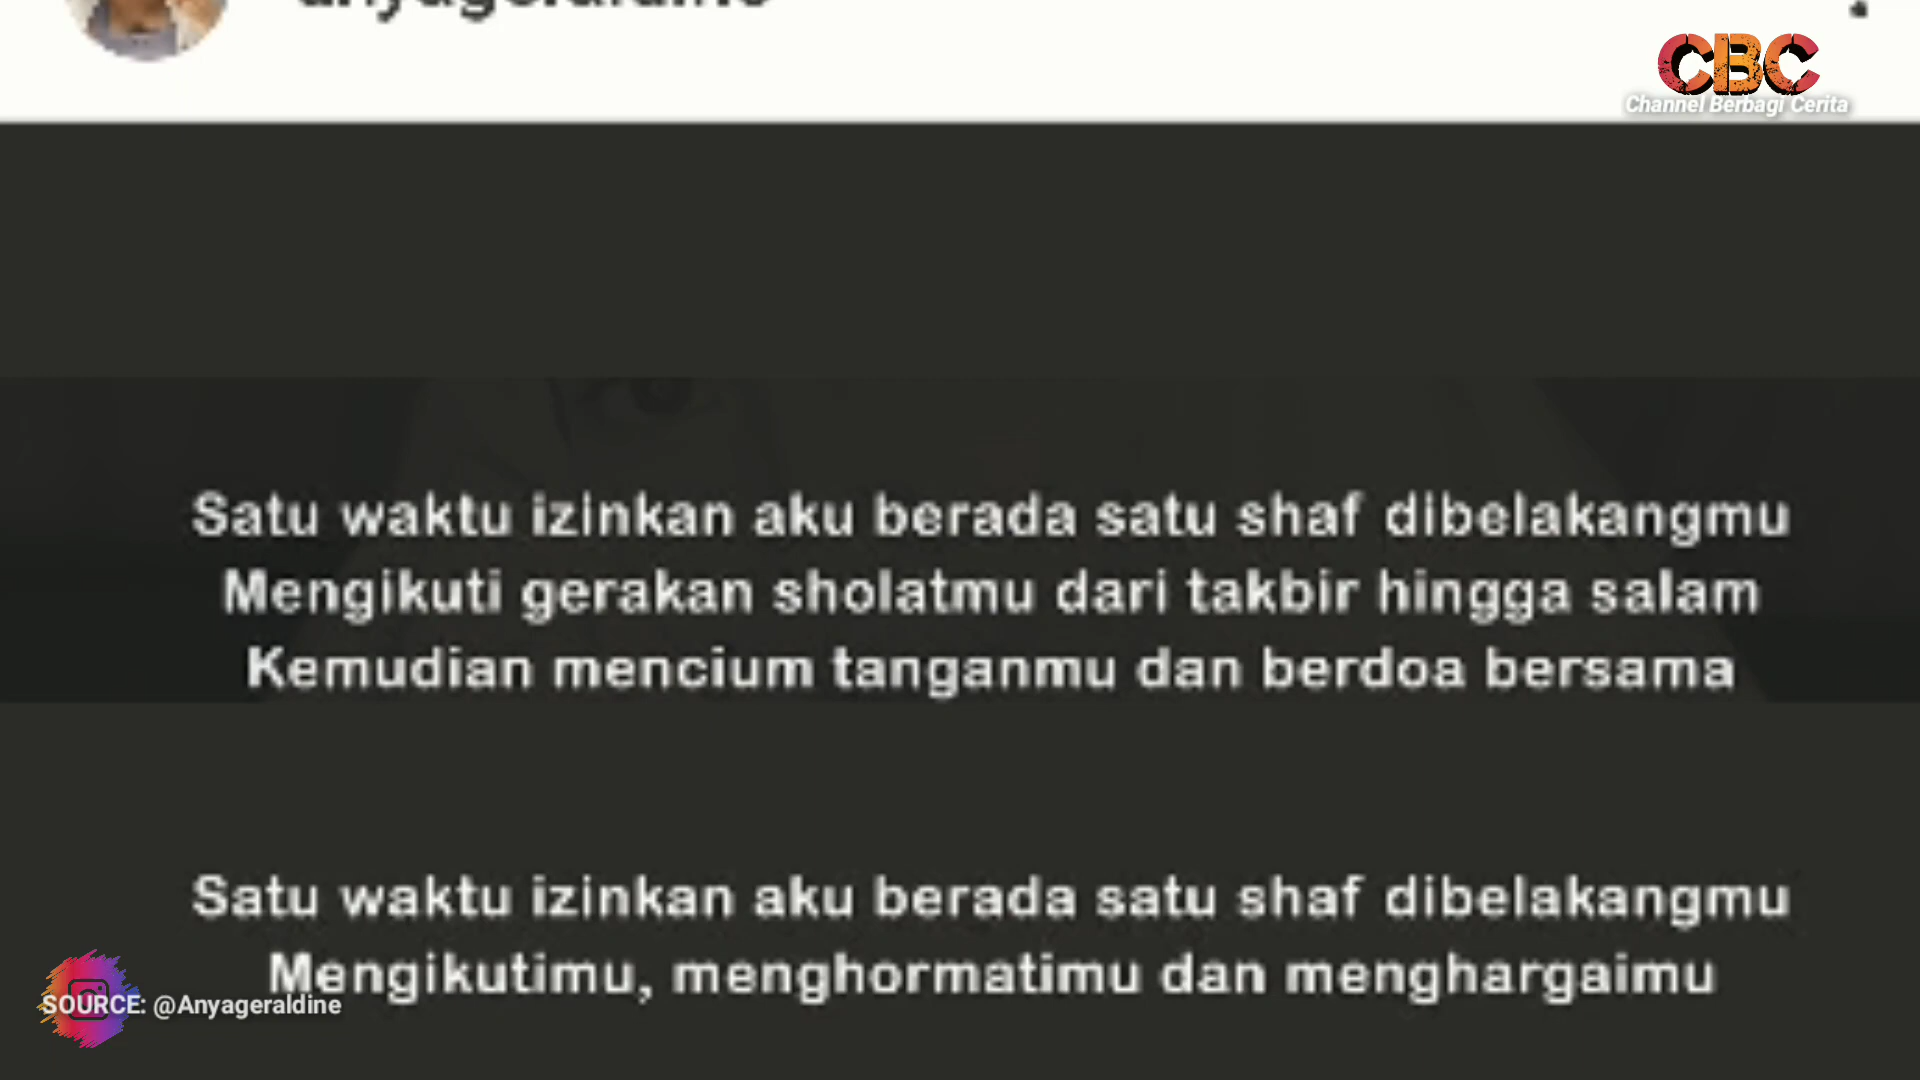 anyageraldine
CBC
Channel Berbagi Cerita
Satu waktu izinkan aku berada satu shaf dibelakangmu
Mengikuti gerakan sholatmu dari takbir hingga salam
Kemudian mencium tanganmu dan berdoa bersama
Satu waktu izinkan aku berada satu shaf dibelakangmu
Mengikutimu, menghormatimu dan menghargaimu
SOURCE: @Anyageraldine